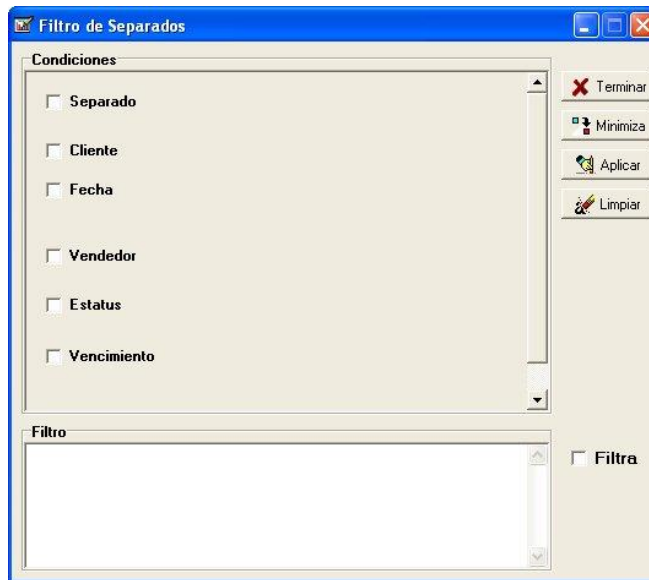 Filtro de Separados
Condiciones
Separado
Cliente
Fecha
Vendedor
Estatus
Vencimiento
Terminar
Minimiza
Aplicar
Limpiar
Filtro
Filtra